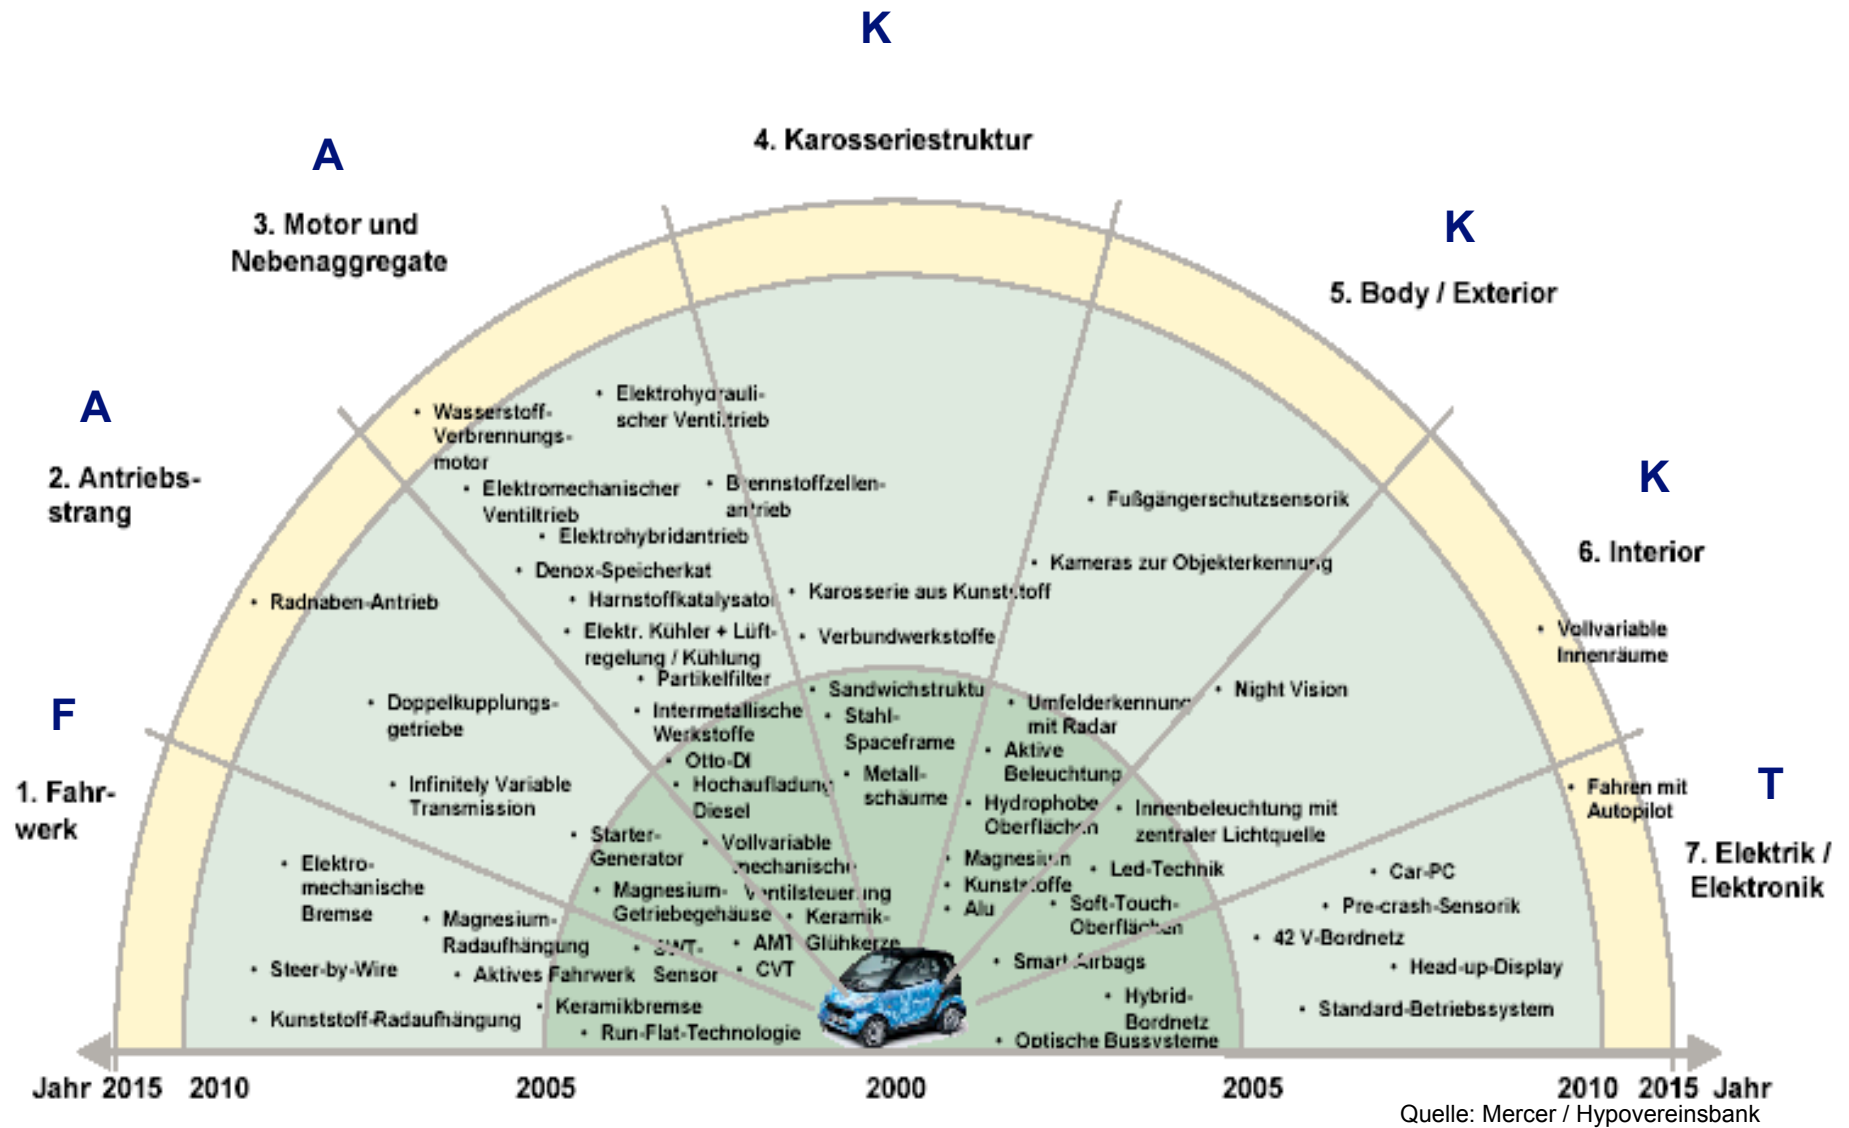 K
4. Karosseriestruktur
A
3. Motor und
Nebenaggregate
K
5. Body / Exterior
A
2. Antriebs-
strang
K
6. Interior
F
1. Fahr-
werk
T
7. Elektrik /
Elektronik
• Elektro-
mechanische
Bremse
• Magnesium-
Radaufhängung
• Steer-by-Wire
• Aktives Fahrwerk
• Sensor
• Keramikbremse
• Kunststoff-Radaufhängung
• Run-Flat-Technologie
• Radnaben-Antrieb
• Doppelkupplungs-
getriebe
• Infinitely Variable
Transmission
• Starter-
Generator
• Magnesium-
Getriebegehäuse
• AMT
• CVT
• Wasserstoff-
Verbrennungs-
motor
• Elektrohydrauli-
scher Ventiltrieb
• Elektromechanischer
Ventiltrieb
• Brennstoffzellen-
antrieb
• Elektrohybridantrieb
• Denox-Speicherkat
• Harnstoffkatalysator
• Elektr. Kühler + Lüft-
regelung / Kühlung
• Partikelfilter
• Intermetallische
Werkstoffe
• Otto-DI
• Hochaufladung
Diesel
• Vollvariable
mechanische
Ventilsteuerung
• Keramik-
Glühkerze
• Karosserie aus Kunststoff
• Verbundwerkstoffe
• Sandwichstruktu
• Stahl-
Spaceframe
• Metall-
schäume
• Fußgängerschutzsensorik
• Kameras zur Objekterkennung
• Umfelderkennung
mit Radar
• Aktive
Beleuchtung
• Hydrophobe
Oberflächen
• Magnesium
• Kunststoffe
• Alu
• Vollvariable
Innenräume
• Night Vision
• Innenbeleuchtung mit
zentraler Lichtquelle
• Led-Technik
• Soft-Touch-
Oberflächen
• Smart Airbags
• Fahren mit
Autopilot
• Car-PC
• Pre-crash-Sensorik
• 42 V-Bordnetz
• Head-up-Display
• Standard-Betriebssystem
• Hybrid-
Bordnetz
• Optische Bussysteme
Jahr 2015 2010 2005 2000 2005 2010 2015 Jahr
Quelle: Mercer / Hypovereinsbank